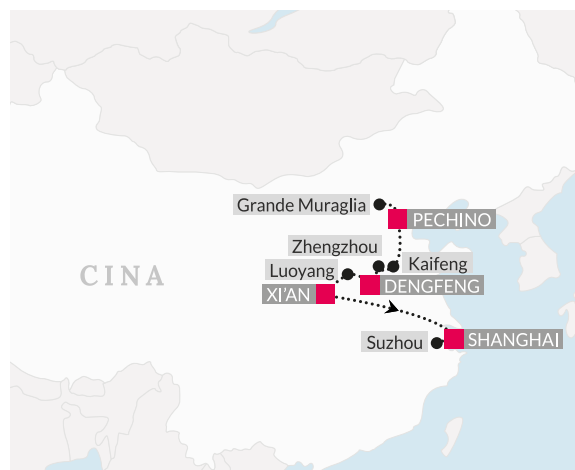 Grande Muraglia
PECHINO
Zhengzhou
Kaifeng
Luoyang
CINA
DENGFENG
XI'AN
SHANGHAI
Suzhou